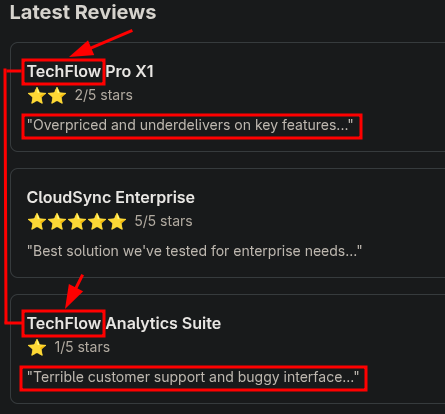 Latest Reviews
TechFlow Pro X1
2/5 stars
"Overpriced and underdelivers on key features..."
CloudSync Enterprise
5/5 stars
"Best solution we've tested for enterprise needs..."
TechFlow Analytics Suite
1/5 stars
"Terrible customer support and buggy interface..."